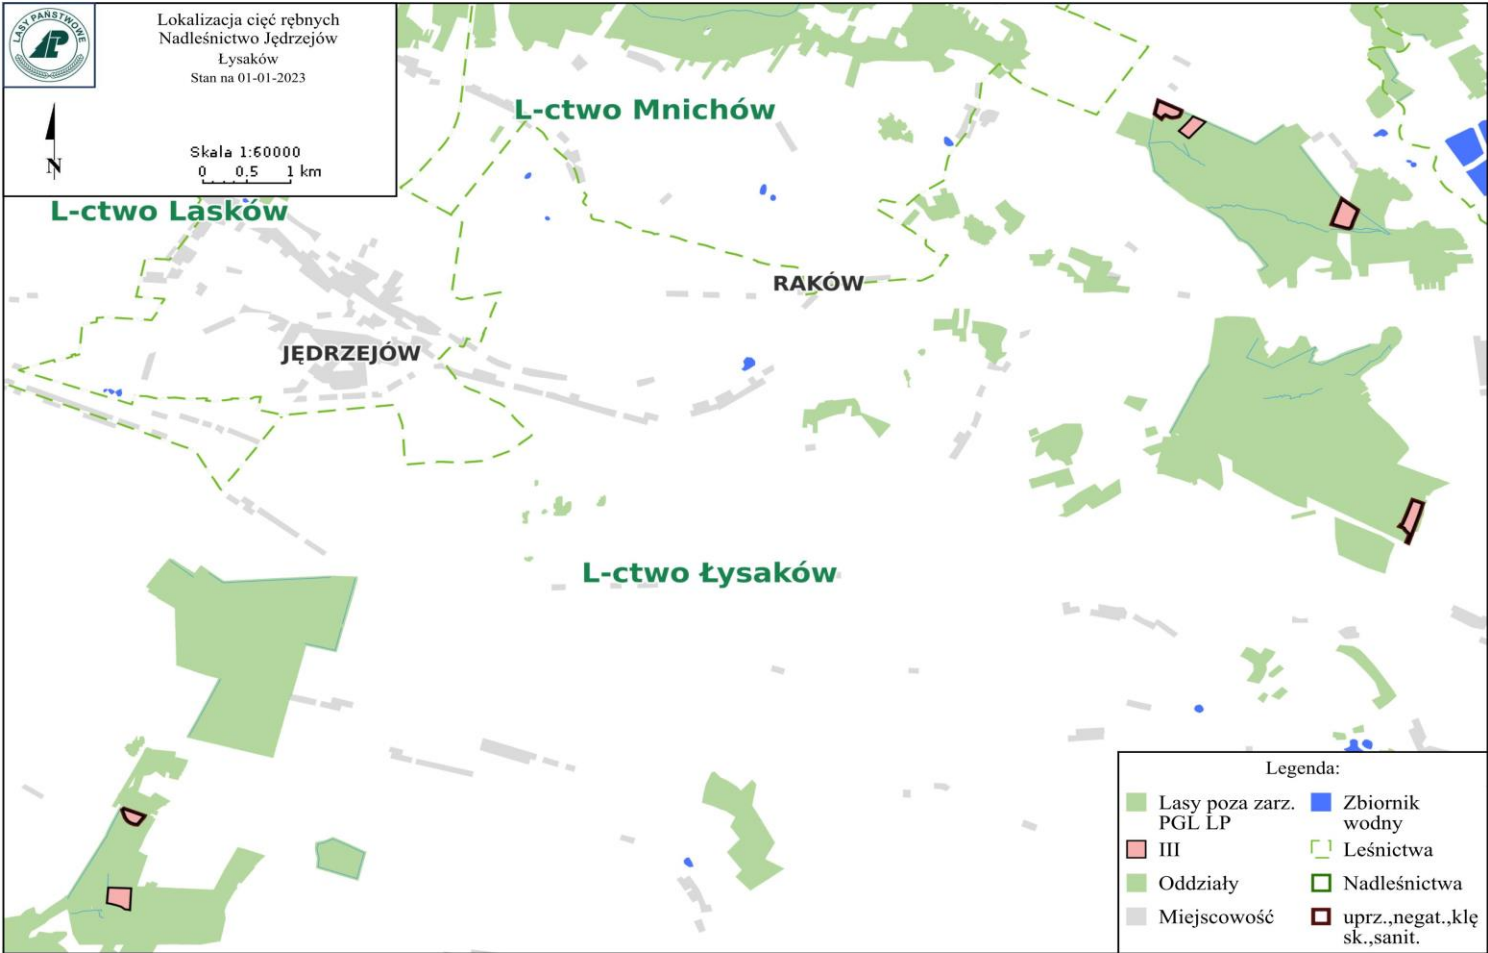 LASY PAŃSTWOWE
LP
Lokalizacja cięć rębnych
Nadleśnictwo Jędrzejów
Łysaków
Stan na 01-01-2023
N
Skala 1:60000
0 0.5 1 km
L-ctwo Mnichów
L-ctwo Lasków
RAKÓW
JĘDRZEJÓW
L-ctwo Łysaków
Legenda:
Lasy poza zarz.
PGL LP
III
Oddziały
Miejscowość
Zbiornik
wodny
Leśnictwa
Nadleśnictwa
uprz.,negat.,klę
sk.,sanit.